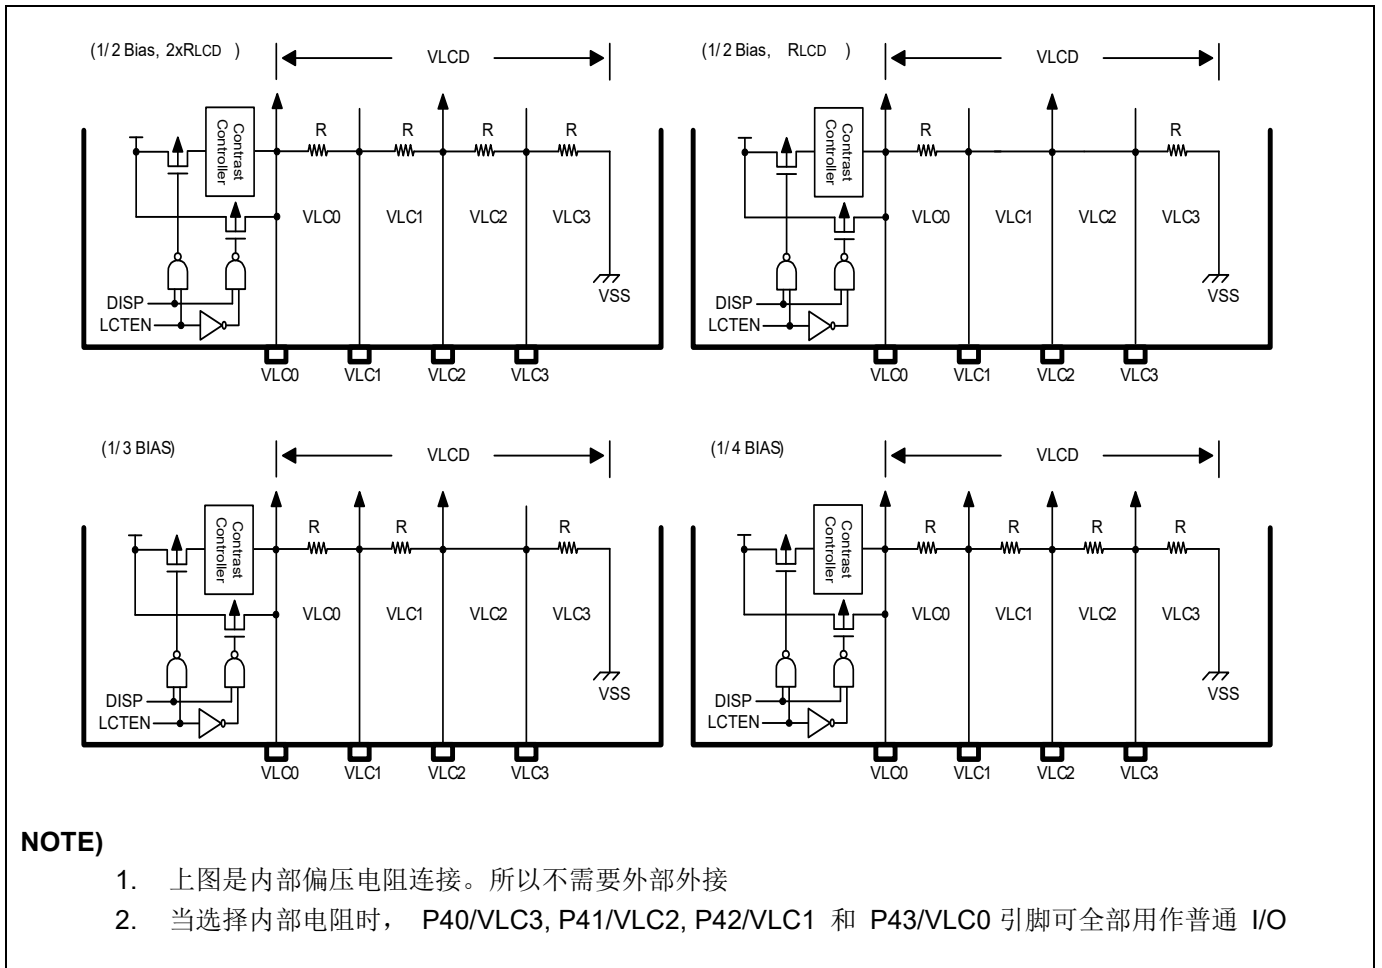 (1/2 Bias, 2xRLCD )
VLCD
Contrast Controller
R R R R
VLC0 VLC1 VLC2 VLC3
DISP
LCTEN
VSS
VLC0 VLC1 VLC2 VLC3
(1/2 Bias, RLCD )
VLCD
Contrast Controller
R R
VLC0 VLC1 VLC2 VLC3
DISP
LCTEN
VSS
VLC0 VLC1 VLC2 VLC3
(1/3 BIAS)
VLCD
Contrast Controller
R R R
VLC0 VLC1 VLC2 VLC3
DISP
LCTEN
VSS
VLC0 VLC1 VLC2 VLC3
(1/4 BIAS)
VLCD
Contrast Controller
R R R R
VLC0 VLC1 VLC2 VLC3
DISP
LCTEN
VSS
VLC0 VLC1 VLC2 VLC3
NOTE)
1. 上图是内部偏压电阻连接。所以不需要外部外接
2. 当选择内部电阻时， P40/VLC3, P41/VLC2, P42/VLC1 和 P43/VLC0 引脚可全部用作普通 I/O